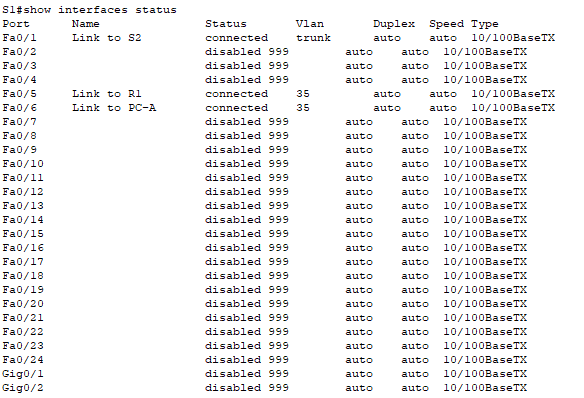 S1#show interfaces status
Port Name Status Vlan Duplex Speed Type
Fa0/1 Link to S2 connected trunk auto auto 10/100BaseTX
Fa0/2 disabled 999 auto auto 10/100BaseTX
Fa0/3 disabled 999 auto auto 10/100BaseTX
Fa0/4 disabled 999 auto auto 10/100BaseTX
Fa0/5 Link to R1 connected 35 auto auto 10/100BaseTX
Fa0/6 Link to PC-A connected 35 auto auto 10/100BaseTX
Fa0/7 disabled 999 auto auto 10/100BaseTX
Fa0/8 disabled 999 auto auto 10/100BaseTX
Fa0/9 disabled 999 auto auto 10/100BaseTX
Fa0/10 disabled 999 auto auto 10/100BaseTX
Fa0/11 disabled 999 auto auto 10/100BaseTX
Fa0/12 disabled 999 auto auto 10/100BaseTX
Fa0/13 disabled 999 auto auto 10/100BaseTX
Fa0/14 disabled 999 auto auto 10/100BaseTX
Fa0/15 disabled 999 auto auto 10/100BaseTX
Fa0/16 disabled 999 auto auto 10/100BaseTX
Fa0/17 disabled 999 auto auto 10/100BaseTX
Fa0/18 disabled 999 auto auto 10/100BaseTX
Fa0/19 disabled 999 auto auto 10/100BaseTX
Fa0/20 disabled 999 auto auto 10/100BaseTX
Fa0/21 disabled 999 auto auto 10/100BaseTX
Fa0/22 disabled 999 auto auto 10/100BaseTX
Fa0/23 disabled 999 auto auto 10/100BaseTX
Fa0/24 disabled 999 auto auto 10/100BaseTX
Gig0/1 disabled 999 auto auto 10/100BaseTX
Gig0/2 disabled 999 auto auto 10/100BaseTX